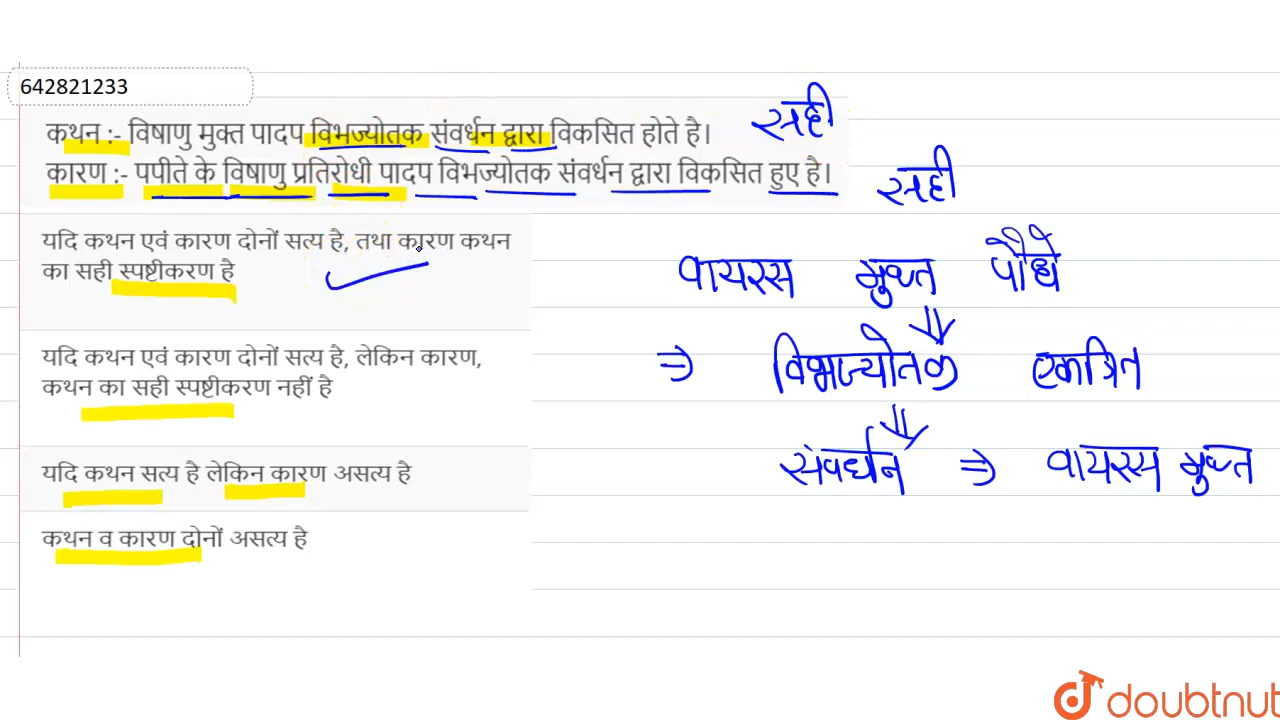 642821233
कथन :- विषाणु मुक्त पादप विभज्योतक संवर्धन द्वारा विकसित होते है।
सही
कारण :- पपीते के विषाणु प्रतिरोधी पादप विभज्योतक संवर्धन द्वारा विकसित हुए है।
सही
यदि कथन एवं कारण दोनों सत्य है, तथा कारण कथन
का सही स्पष्टीकरण है
वायरस मुक्त पौधे
यदि कथन एवं कारण दोनों सत्य है, लेकिन कारण,
कथन का सही स्पष्टीकरण नहीं है
⇒ विभज्योतक एकत्रित
यदि कथन सत्य है लेकिन कारण असत्य है
संवर्धन ⇒ वायरस मुक्त
कथन व कारण दोनों असत्य है
doubtnut